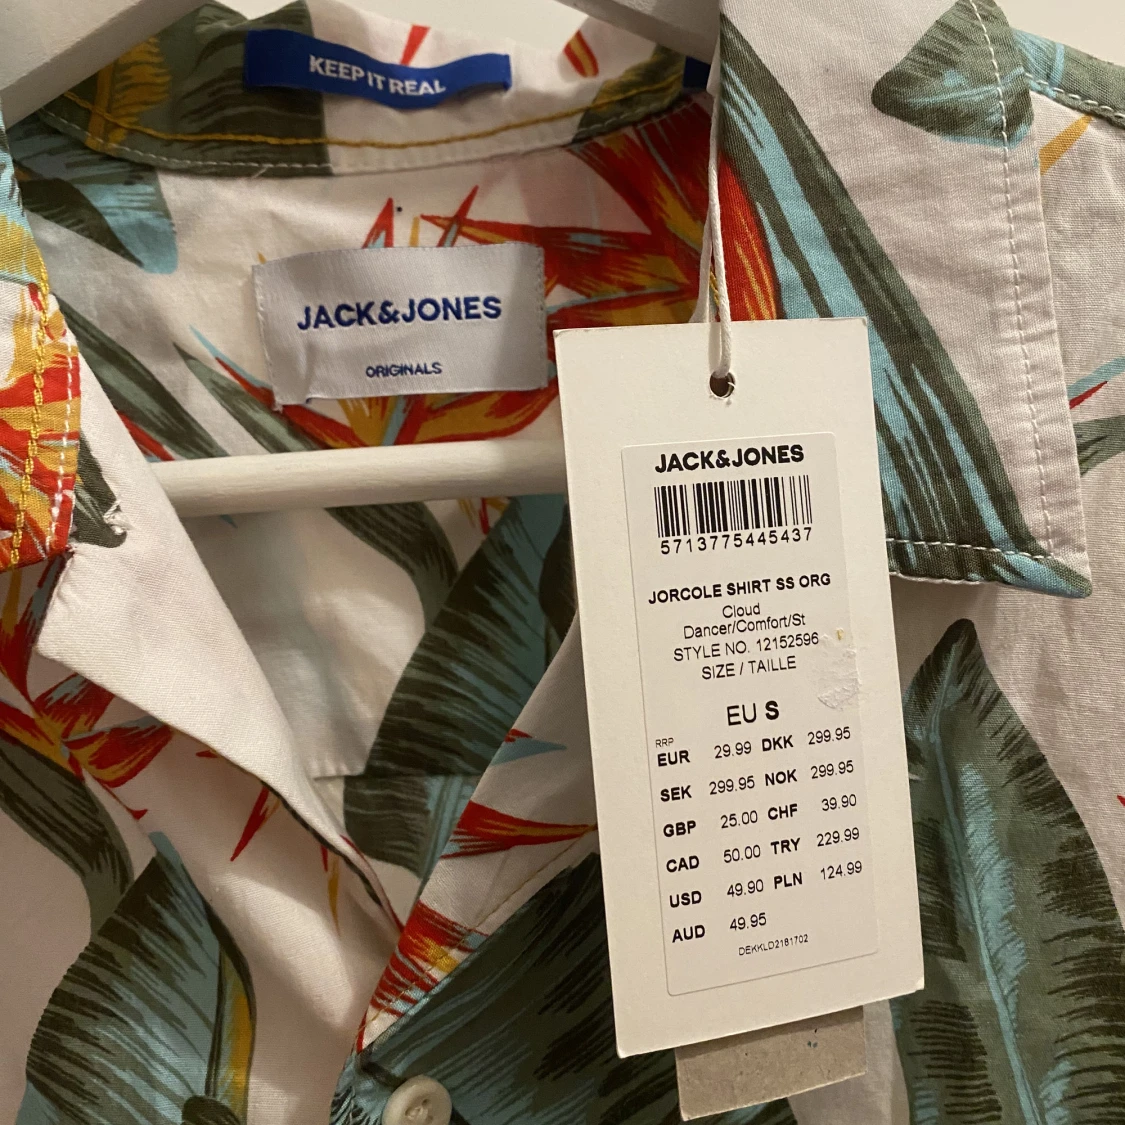 KEEP IT REAL
JACK&JONES
ORIGINALS
JACK&JONES
5713775445437
JORCOLE SHIRT SS ORG
Cloud
Dancer/Comfort/St
STYLE NO. 12152596
SIZE / TAILLE
EU S
RRP
EUR 29.99 DKK 299.95
SEK 299.95 NOK 299.95
GBP 25.00 CHF 39.90
CAD 50.00 TRY 229.99
USD 49.90 PLN 124.99
AUD 49.95
DEKKLD2181702